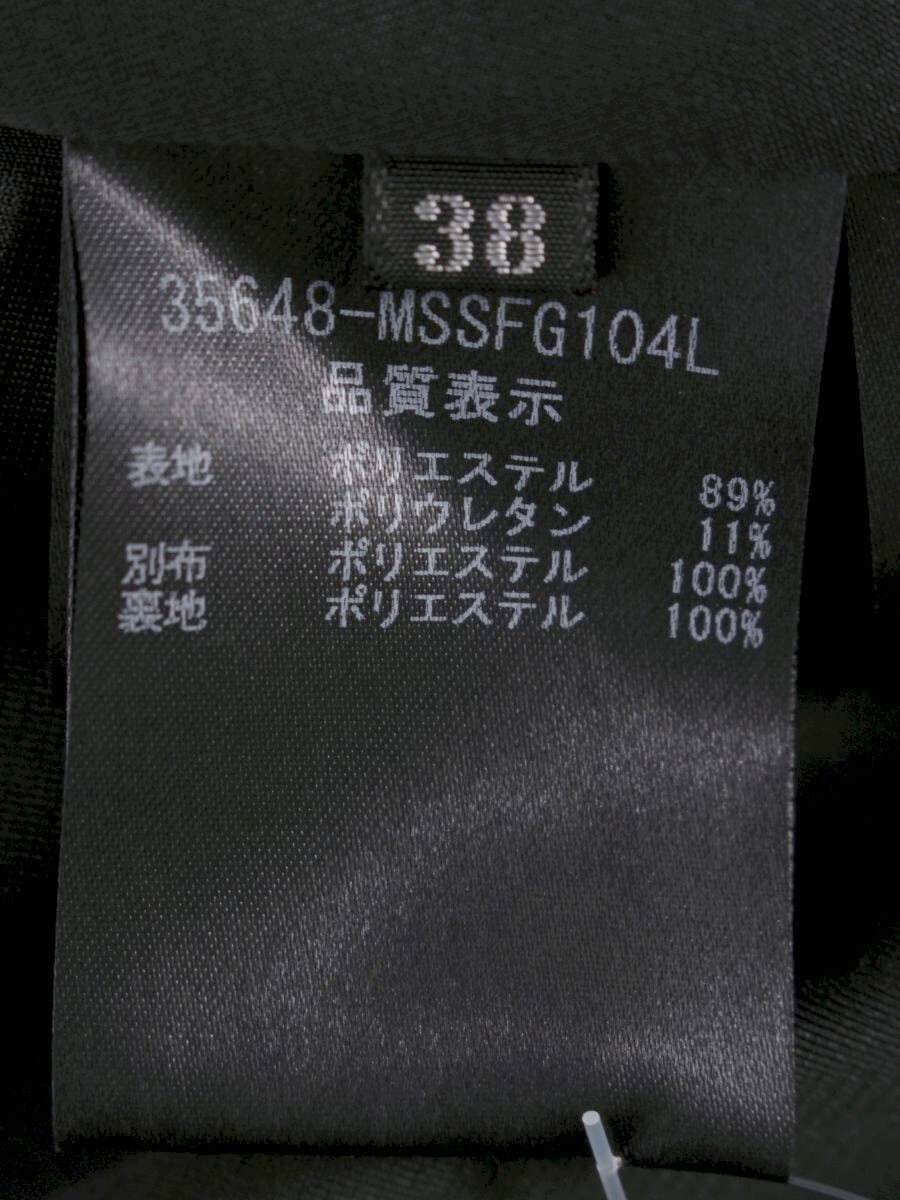 38
35648-MSSFG104L
品質表示
表地 ポリエステル 89%
ポリウレタン 11%
別布 ポリエステル 100%
裏地 ポリエステル 100%